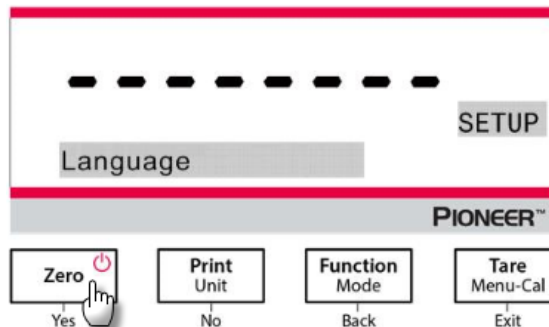 --------
SETUP
Language
PIONEER™
Zero Print Function Tare
Unit Mode Menu-Cal
Yes No Back Exit